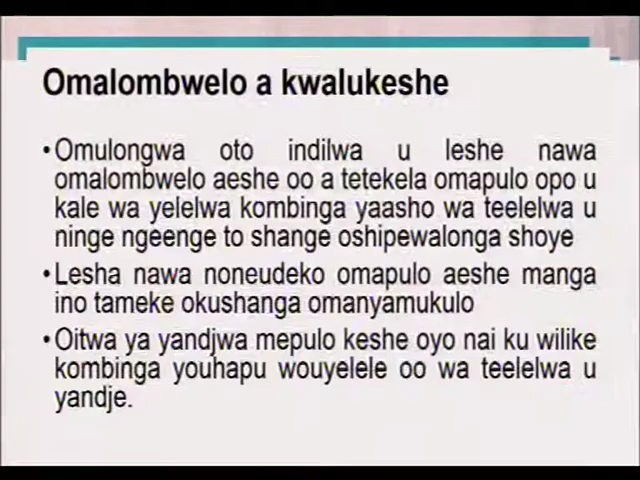 Omalombwelo a kwalukeshe
•Omulongwa oto indilwa u leshe nawa
omalombwelo aeshe oo a tetekela omapulo opo u
kale wa yelelwa kombinga yaasho wa teelelwa u
ninge ngeenge to shange oshipewalonga shoye
•Lesha nawa noneudeko omapulo aeshe manga
ino tameke okushanga omanyamukulo
•Oitwa ya yandjwa mepulo keshe oyo nai ku wilike
kombinga youhapu wouyelele oo wa teelelwa u
yandje.